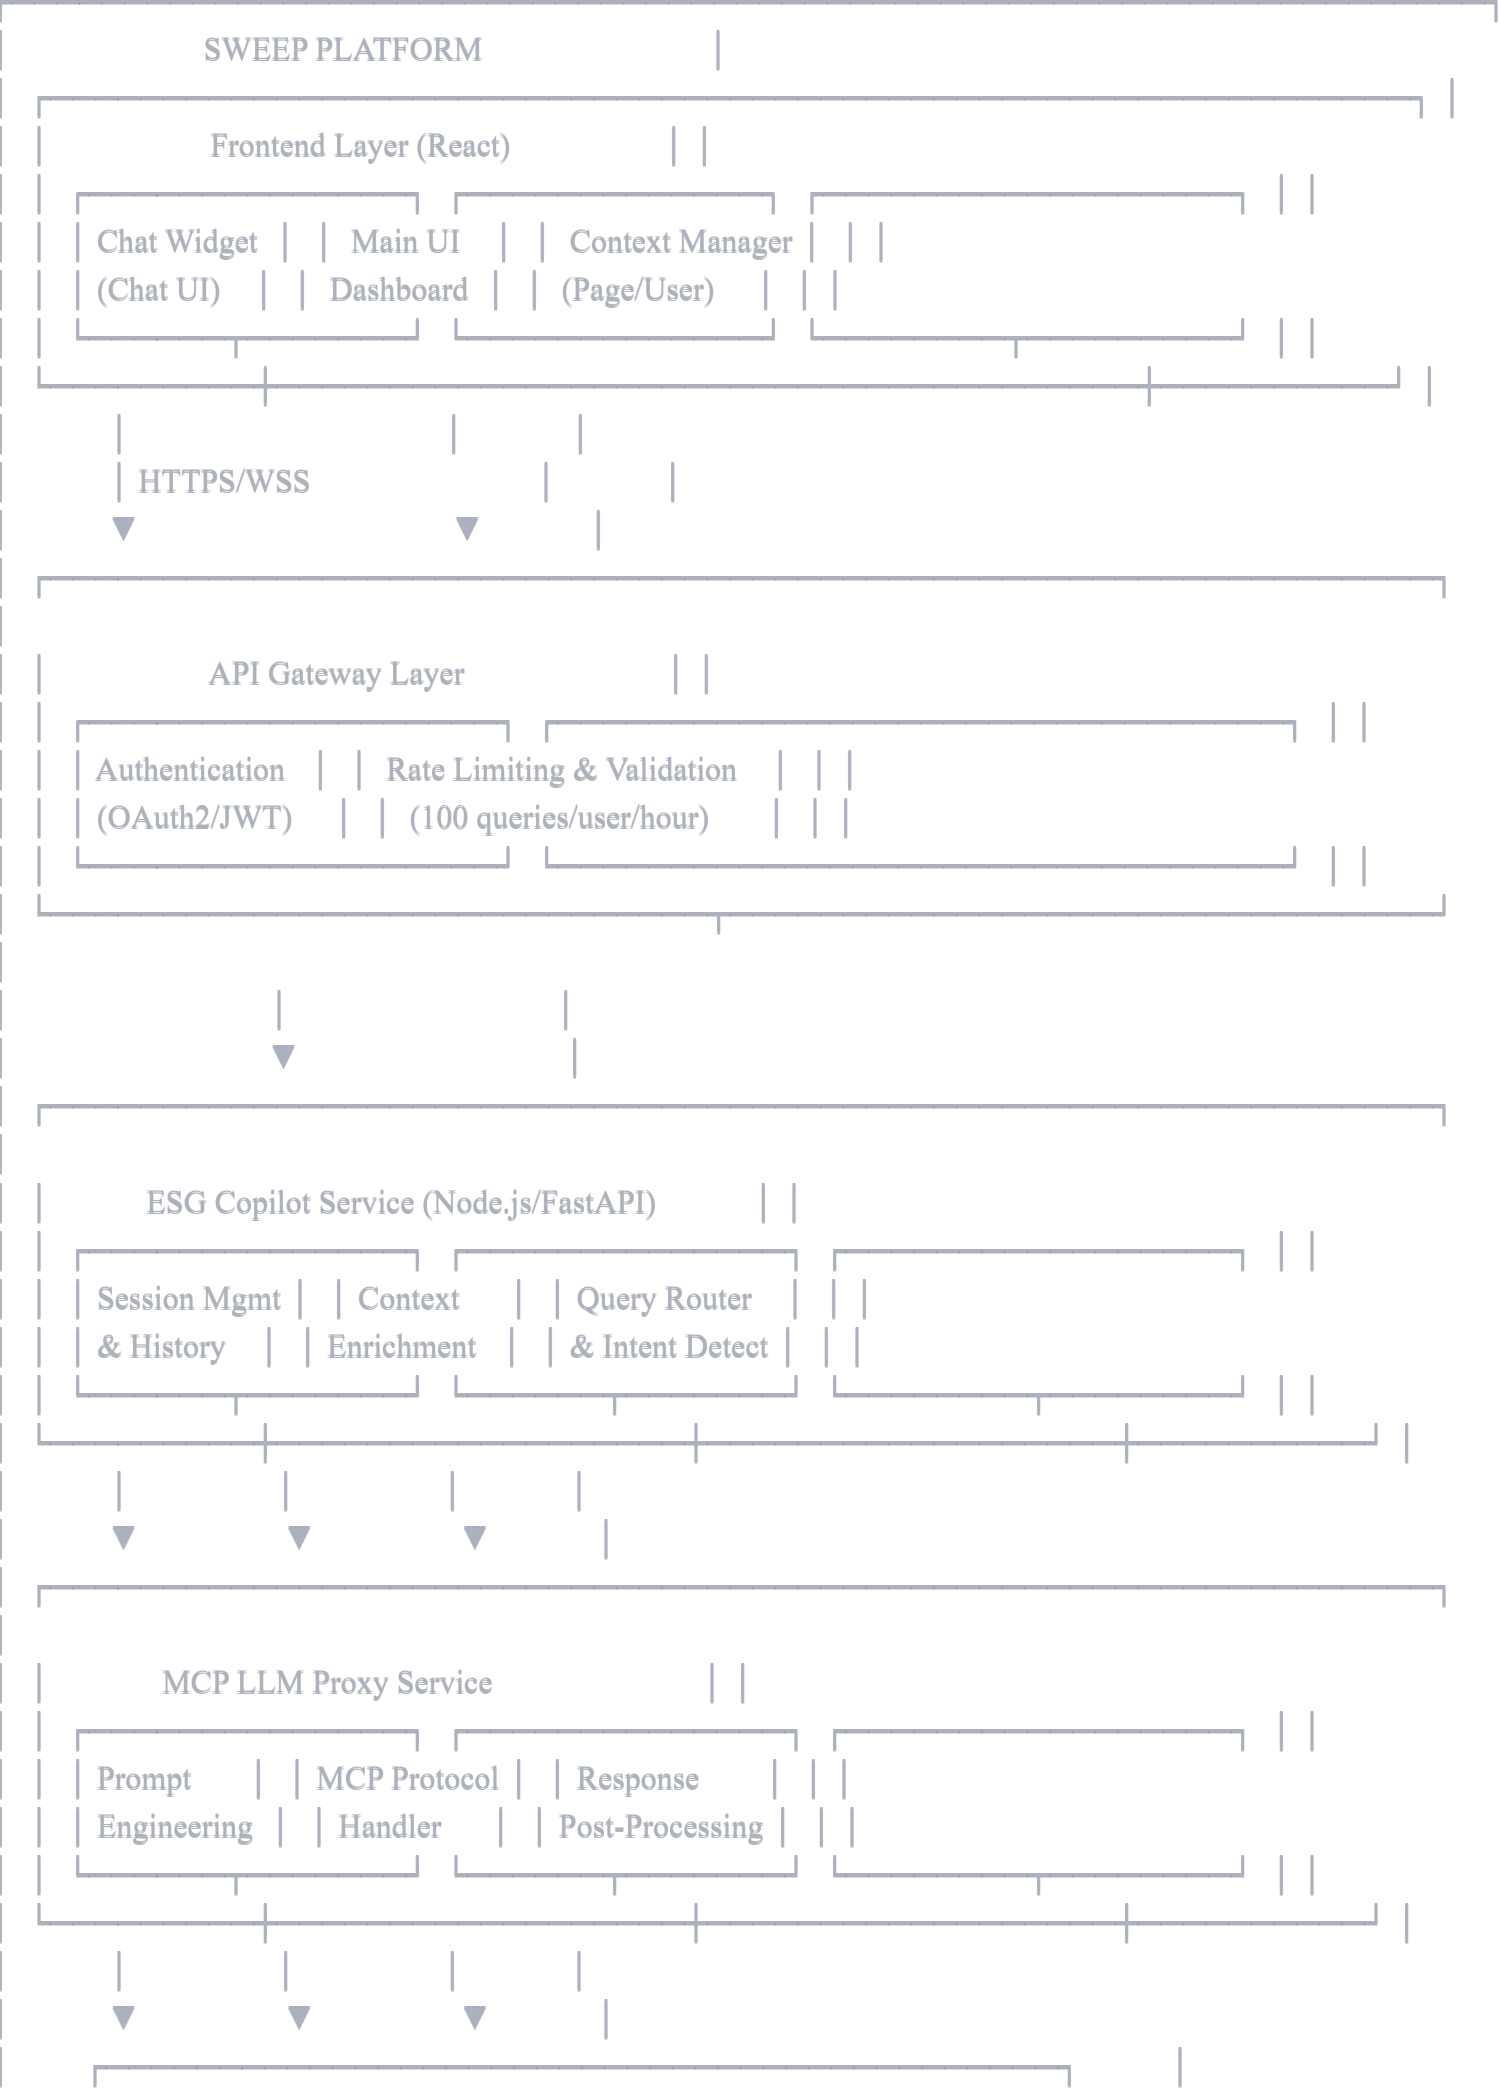 SWEEP PLATFORM
Frontend Layer (React)
Chat Widget Main UI Context Manager
(Chat UI) Dashboard (Page/User)
HTTPS/WSS
API Gateway Layer
Authentication Rate Limiting & Validation
(OAuth2/JWT) (100 queries/user/hour)
ESG Copilot Service (Node.js/FastAPI)
Session Mgmt Context Query Router
& History Enrichment & Intent Detect
MCP LLM Proxy Service
Prompt MCP Protocol Response
Engineering Handler Post-Processing